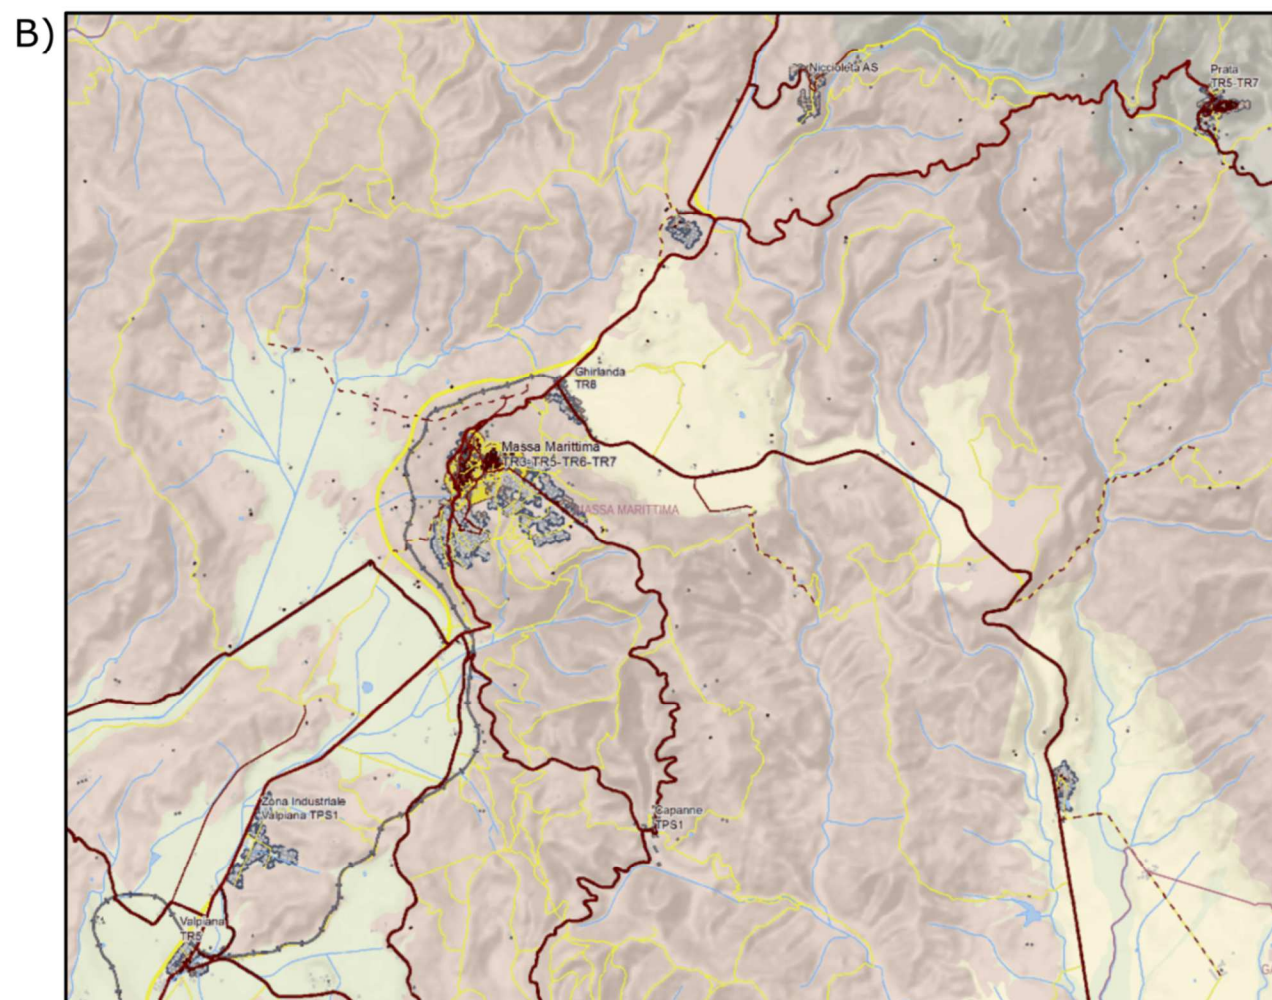 B)
Niccioleta AS
Prata
TR5-TR7
Ghirlanda
TR8
Massa Marittima
TR3-TR5-TR6-TR7
MASSA MARITTIMA
Zona Industriale
Valpiana TPS1
Capanne
TPS1
Valpiana
TR5